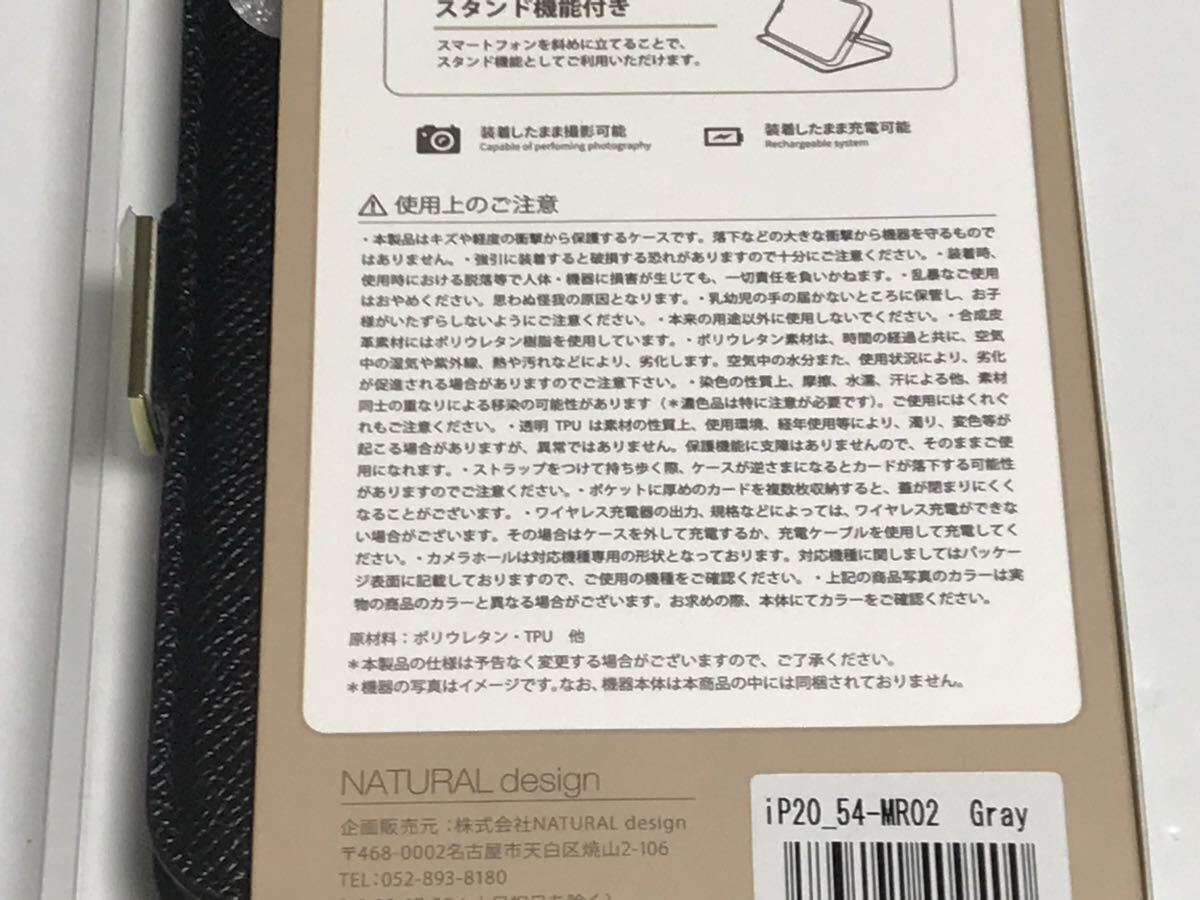 スタンド機能付き
スマートフォンを斜めに立てることで、
スタンド機能としてご利用いただけます。
装着したまま撮影可能
Capable of perfoming photography
装着したまま充電可能
Rechargeable system
使用上のご注意
・本製品はキズや軽度の衝撃から保護するケースです。落下などの大きな衝撃から機器を守るもので
はありません。・強引に装着すると破損する恐れがありますので十分にご注意ください。・装着時、
使用時における脱落等で人体・機器に損害が生じても、一切責任を負いかねます。・乱暴なご使用
はおやめください。思わぬ怪我の原因となります。・乳幼児の手の届かないところに保管し、お子
様がいたずらしないようにご注意ください。・本来の用途以外に使用しないでください。・合成皮
革素材にはポリウレタン樹脂を使用しています。・ポリウレタン素材は、時間の経過と共に、空気
中の湿気や紫外線、熱や汚れなどにより、劣化します。空気中の水分また、使用状況により、劣化
が促進される場合がありますのでご注意下さい。・染色の性質上、摩擦、水濡、汗による他、素材
同士の重なりによる移染の可能性があります（＊濃色品は特に注意が必要です）。ご使用にはくれぐ
れもご注意ください。・透明 TPU は素材の性質上、使用環境、経年使用等により、濁り、変色等が
起こる場合がありますが、異常ではありません。保護機能に支障はありませんので、そのままご使
用になれます。・ストラップをつけて持ち歩く際、ケースが逆さまになるとカードが落下する可能性
がありますのでご注意ください。・ポケットに厚めのカードを複数枚収納すると、蓋が閉まりにくく
なることがございます。・ワイヤレス充電器の出力、規格などによっては、ワイヤレス充電ができな
い場合がございます。その場合はケースを外して充電するか、充電ケーブルを使用して充電してく
ださい。・カメラホールは対応機種専用の形状となっております。対応機種に関しましてはパッケー
ジ表面に記載しておりますので、ご使用の機種をご確認ください。・上記の商品写真のカラーは実
物の商品のカラーと異なる場合がございます。お求めの際、本体にてカラーをご確認ください。
原材料：ポリウレタン・TPU　他
＊本製品の仕様は予告なく変更する場合がございますので、ご了承ください。
＊機器の写真はイメージです。なお、機器本体は本商品の中には同梱されておりません。
NATURAL design
企画販売元：株式会社NATURAL design
〒468-0002名古屋市天白区焼山2-106
TEL：052-893-8180
iP20_54-MR02 Gray